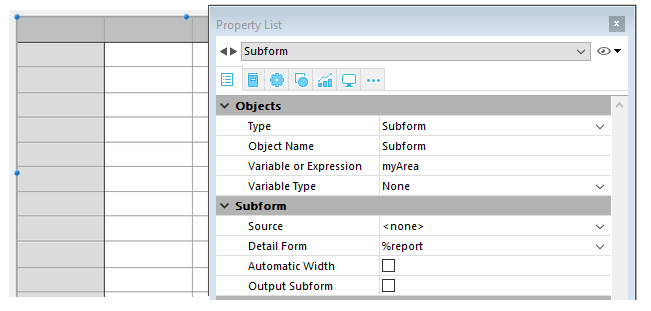 Property List
Subform
Objects
Type Subform
Object Name Subform
Variable or Expression myArea
Variable Type None
Subform
Source <none>
Detail Form %report
Automatic Width
Output Subform